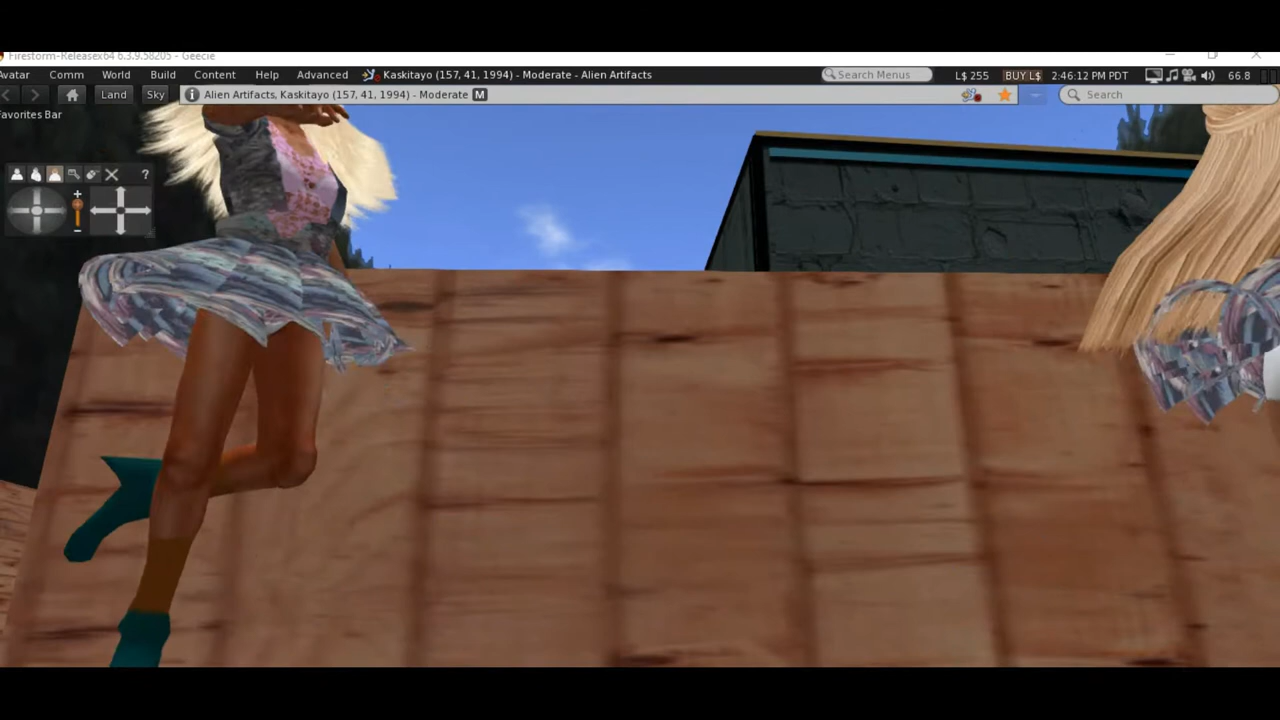 Firestorm-Releasex64 6.3.9.58205 - Geecie
Avatar Comm World Build Content Help Advanced Kaskitayo (157, 41, 1994) - Moderate - Alien Artifacts Search Menus L$ 255 BUY L$ 2:46:12 PM PDT 66.8
Land Sky Alien Artifacts, Kaskitayo (157, 41, 1994) - Moderate M Search
Favorites Bar
?